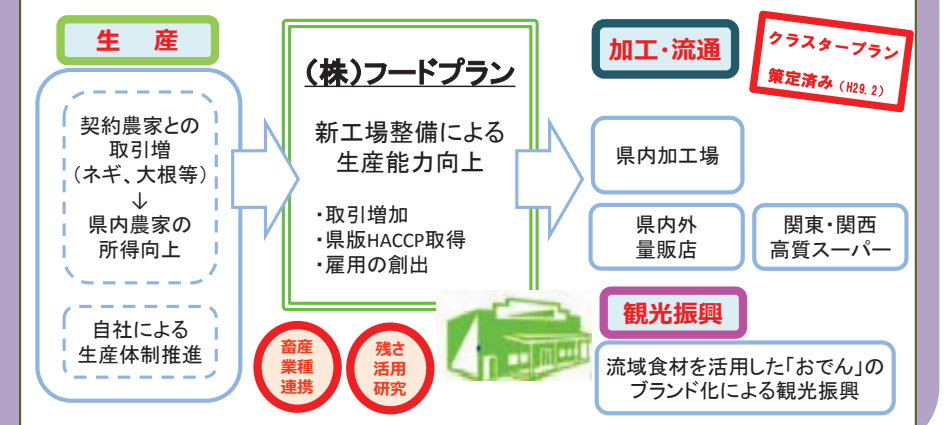 生 産
契約農家との
取引増
（ネギ、大根等）
↓
県内農家の
所得向上
自社による
生産体制推進
（株）フードプラン
新工場整備による
生産能力向上
・取引増加
・県版HACCP取得
・雇用の創出
畜産
業種
連携
残さ
活用
研究
加工・流通
クラスタープラン
策定済み（H29.2）
県内加工場
県内外
量販店
関東・関西
高質スーパー
観光振興
流域食材を活用した「おでん」の
ブランド化による観光振興